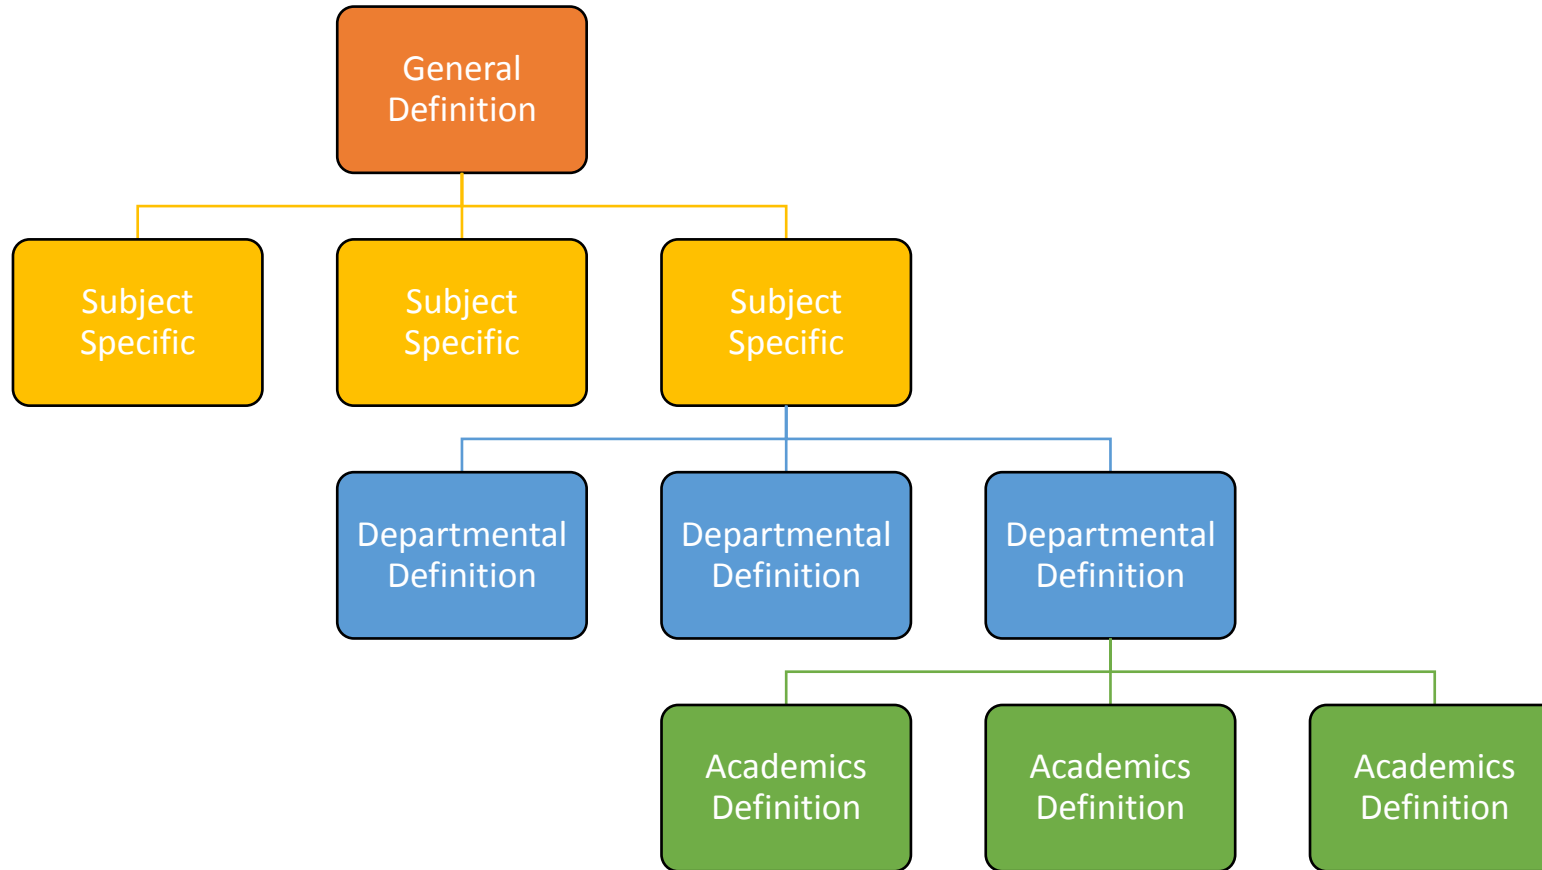 General
Definition
Subject
Specific
Subject
Specific
Subject
Specific
Departmental
Definition
Departmental
Definition
Departmental
Definition
Academics
Definition
Academics
Definition
Academics
Definition